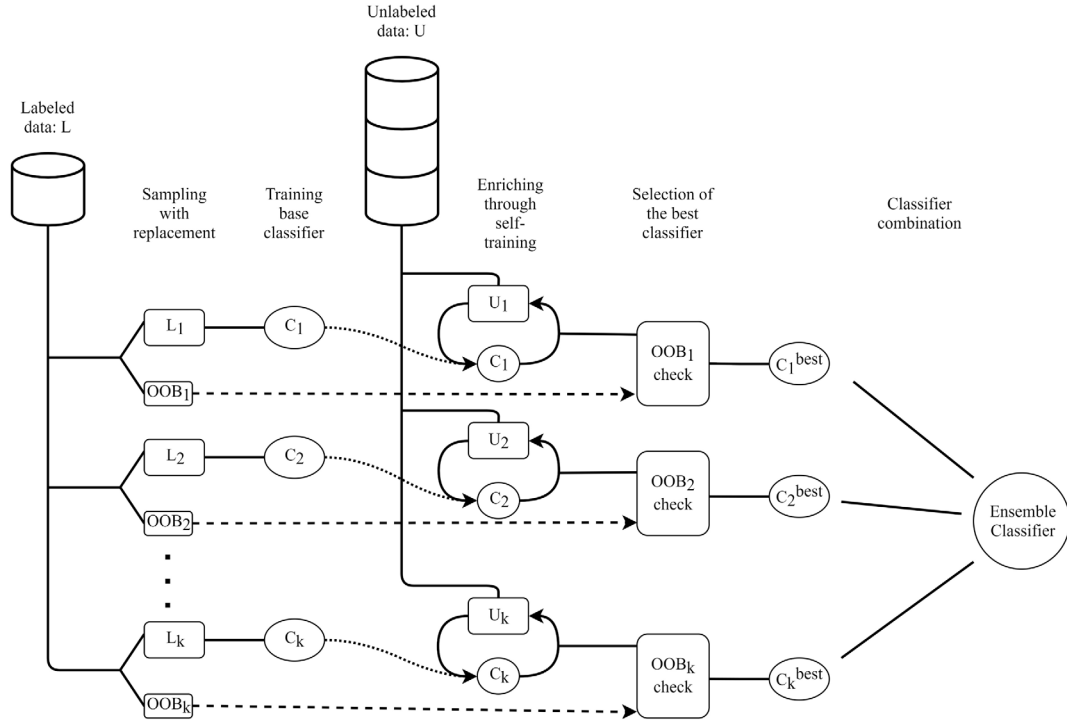 Unlabeled
data: U
Labeled
data: L
Sampling
with
replacement
Training
base
classifier
Enriching
through
self-
training
Selection of
the best
classifier
Classifier
combination
L1
C1
U1
C1
OOB1
OOB1
check
C1best
L2
C2
U2
C2
OOB2
OOB2
check
C2best
Ensemble
Classifier
Lk
Ck
Uk
Ck
OOBk
OOBk
check
Ckbest